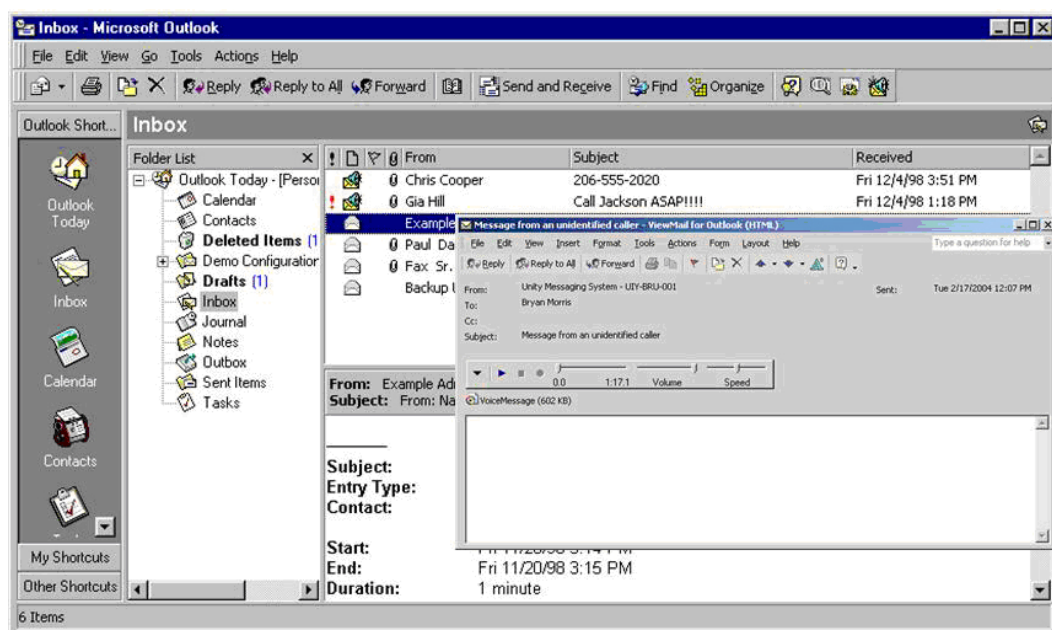 Inbox - Microsoft Outlook
File Edit View Go Tools Actions Help
Reply Reply to All Forward Send and Receive Find Organize
Outlook Short... Inbox
Folder List From Subject Received
Outlook Today - [Person
Calendar
Contacts
Deleted Items (1
Demo Configuration
Drafts (1)
Inbox
Journal
Notes
Outbox
Sent Items
Tasks
Outlook Today
Inbox
Calendar
Contacts
My Shortcuts
Other Shortcuts
Chris Cooper 206-555-2020 Fri 12/4/98 3:51 PM
Gia Hill Call Jackson ASAP!!!! Fri 12/4/98 1:18 PM
Example
Paul Da
Fax Sr.
Backup
Message from an unidentified caller - ViewMail for Outlook (HTML)
File Edit View Insert Format Tools Actions Form Layout Help Type a question for help
Reply Reply to All Forward
From: Unity Messaging System - UIY-BRU-001 Sent: Tue 2/17/2004 12:07 PM
To: Bryan Morris
Cc:
Subject: Message from an unidentified caller
0.0 1:17.1 Volume Speed
VoiceMessage (602 KB)
From: Example Ad
Subject: From: Na
Subject:
Entry Type:
Contact:
Start: Fri 11/20/98 3:14 PM
End: Fri 11/20/98 3:15 PM
Duration: 1 minute
6 Items